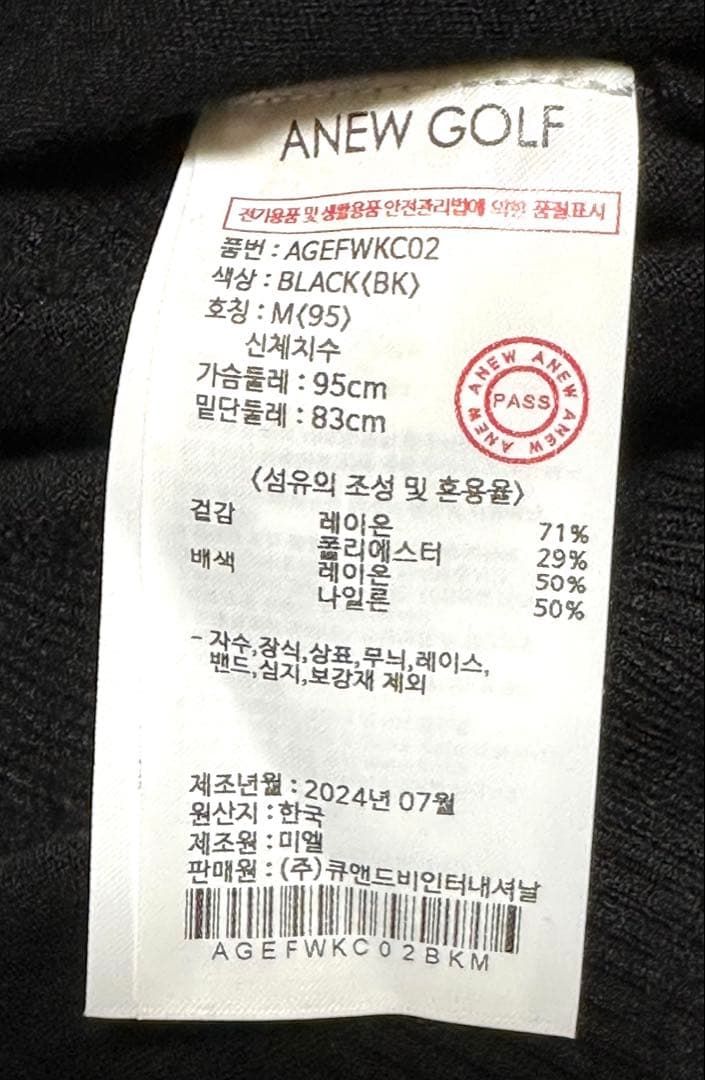 ANEW GOLF
전기용품 및 생활용품 안전관리법에 의한 품질표시
품번 : AGEFWKC02
색상 : BLACK(BK)
호칭 : M(95)
신체치수
가슴둘레 : 95cm
밑단둘레 : 83cm
ANEW ANEW ANEW ANEW
PASS
<섬유의 조성 및 혼용율>
겉감 레이온 71%
폴리에스터 29%
배색 레이온 50%
나일론 50%
- 자수,장식,상표,무늬,레이스,
밴드,심지,보강재 제외
제조년월 : 2024년 07월
원산지 : 한국
제조원 : 미엘
판매원 : (주)큐앤드비인터내셔날
AGEFWKC02BKM